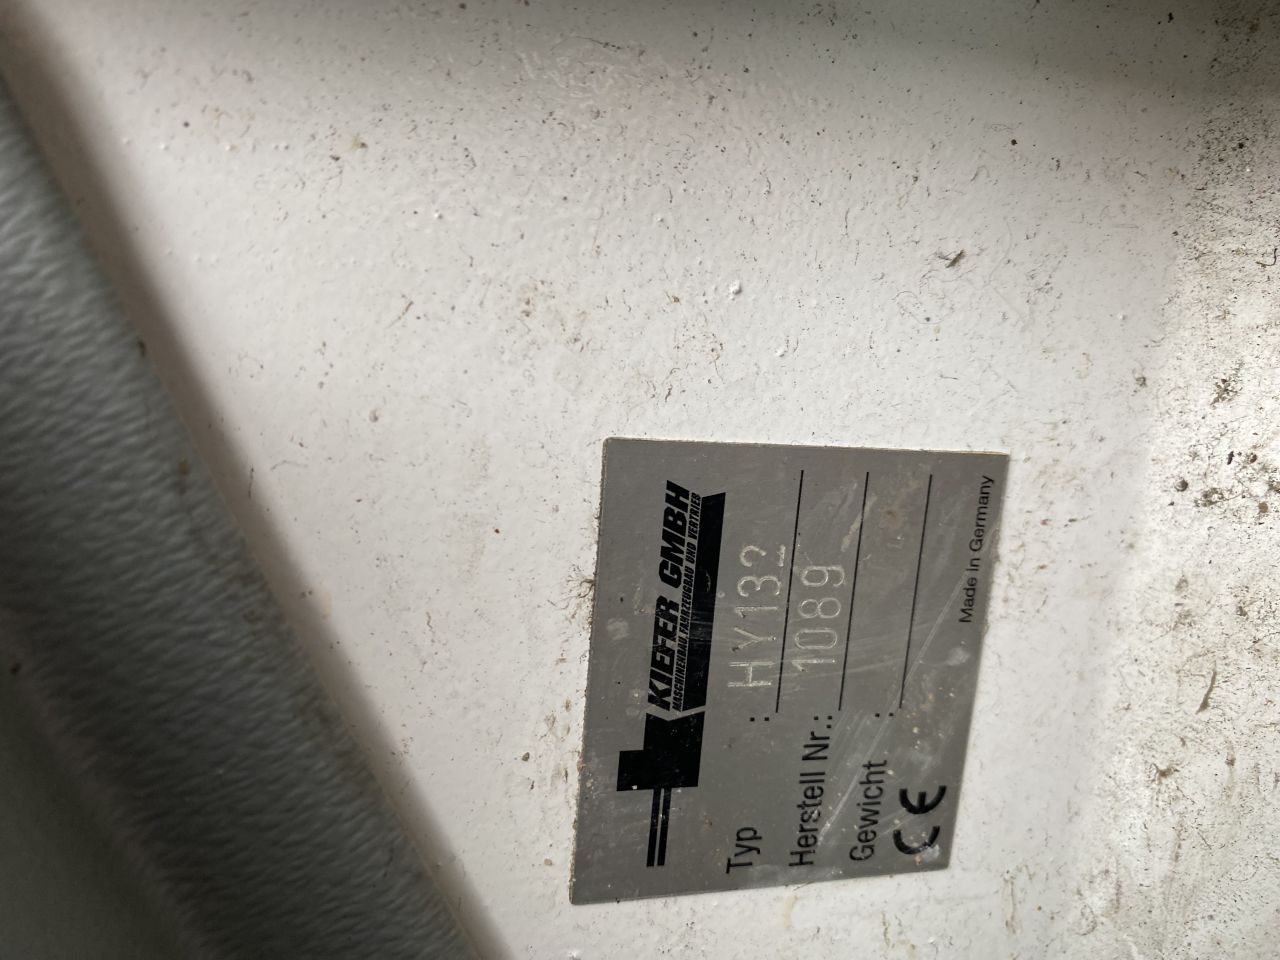 KIEFER GMBH
MASCHINENBAU, FAHRZEUGBAU UND VERTRIEB
Typ : HY132
Herstell Nr.: 1089
Gewicht :
CE Made in Germany